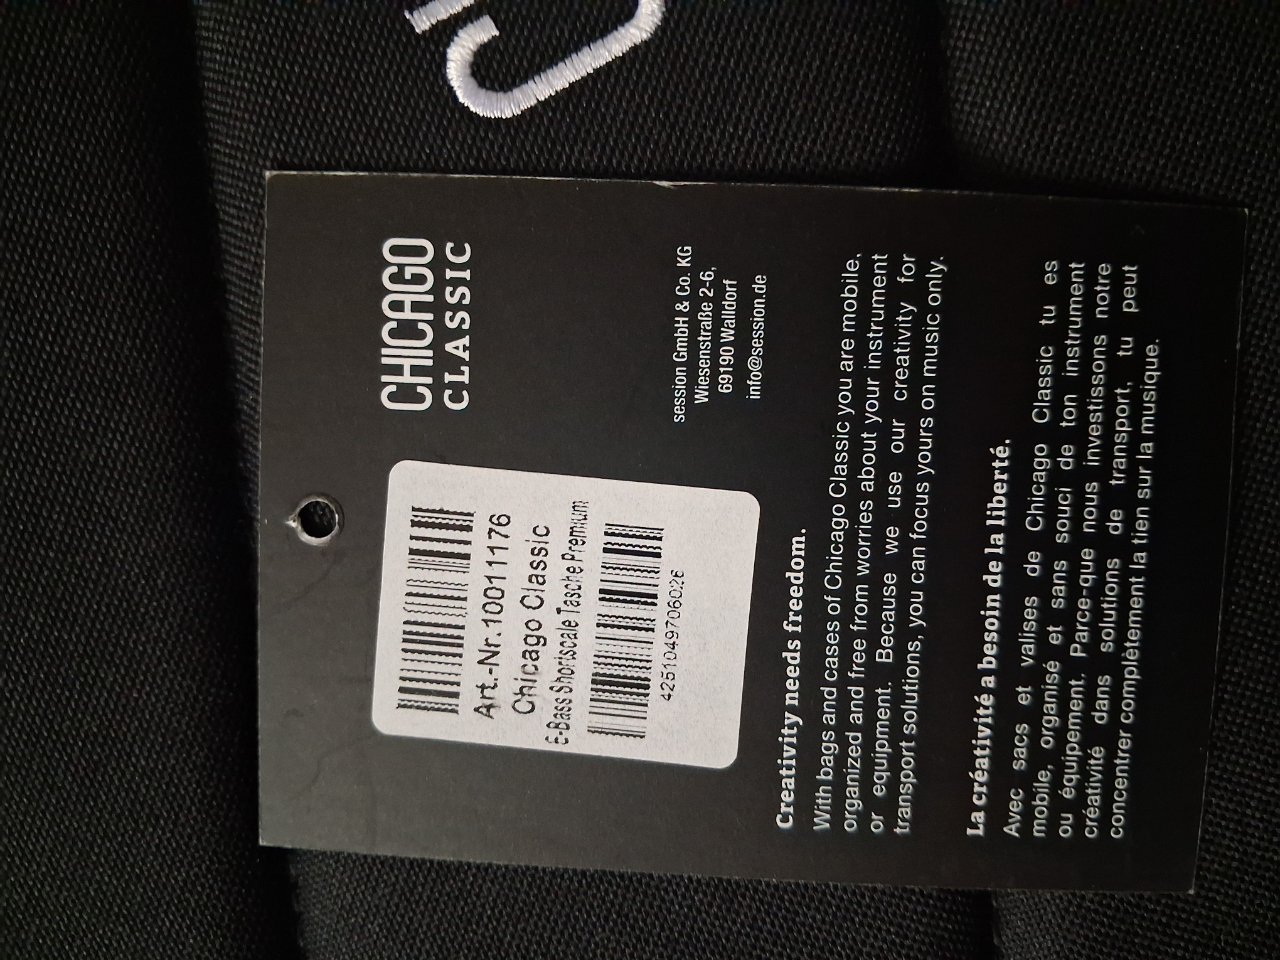 CHICAGO
CLASSIC
Art.-Nr.10011176
Chicago Classic
E-Bass Shortscale Tasche Premium
4251049706026
session GmbH & Co. KG
Wiesenstraße 2-6,
69190 Walldorf
info@session.de
Creativity needs freedom.
With bags and cases of Chicago Classic you are mobile,
organized and free from worries about your instrument
or equipment. Because we use our creativity for
transport solutions, you can focus yours on music only.
La créativité a besoin de la liberté.
Avec sacs et valises de Chicago Classic tu es
mobile, organisé et sans souci de ton instrument
ou équipement. Parce-que nous investissons notre
créativité dans solutions de transport, tu peut
concentrer complètement la tien sur la musique.